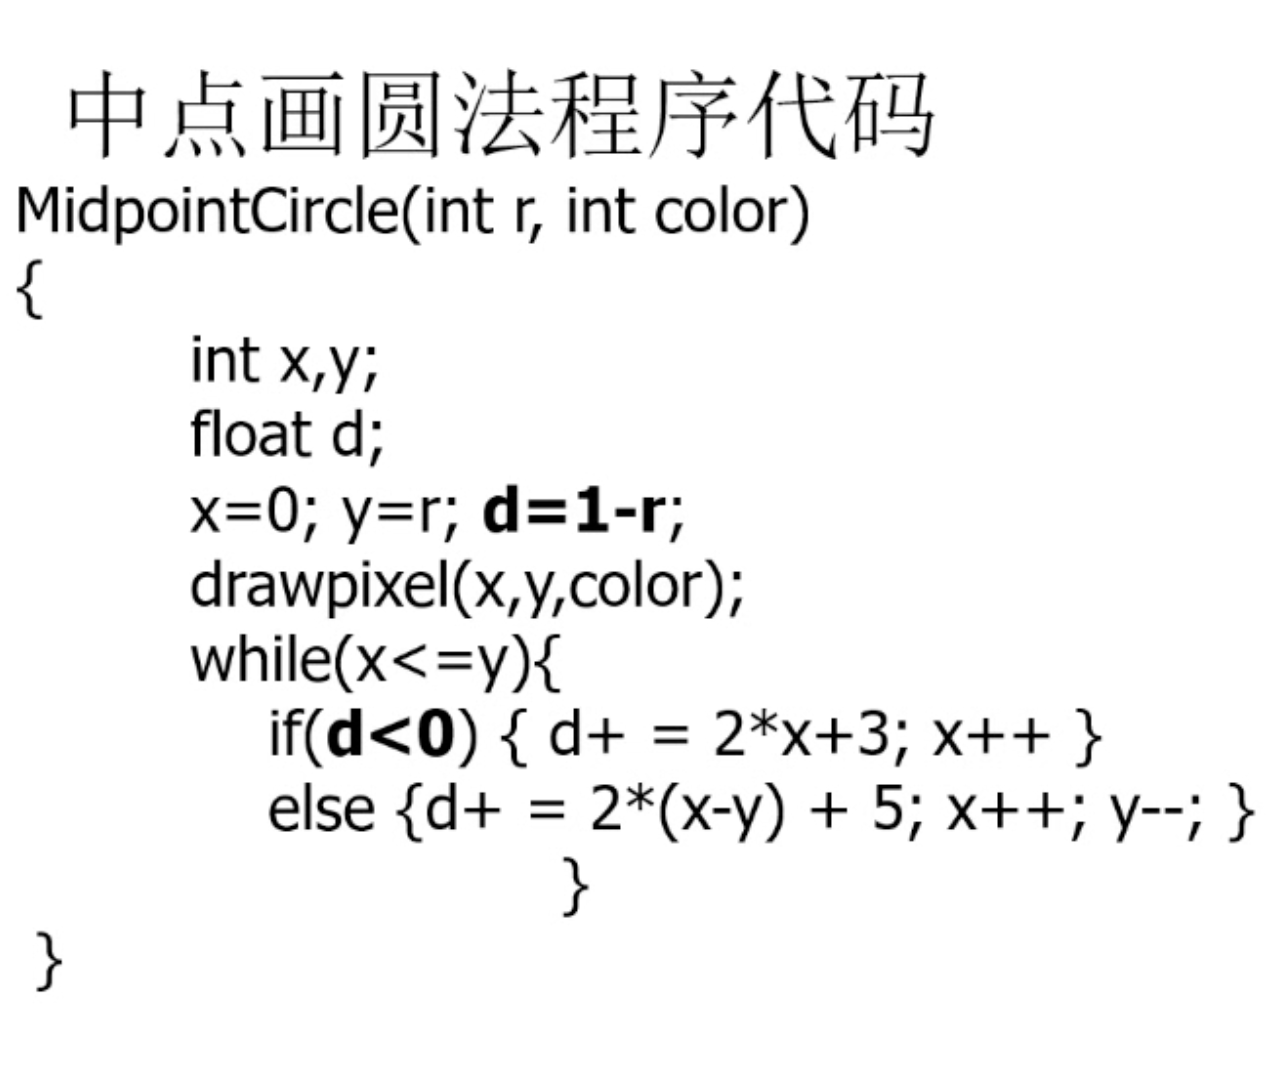 中点画圆法程序代码
MidpointCircle(int r, int color)
{
int x,y;
float d;
x=0; y=r; d=1-r;
drawpixel(x,y,color);
while(x<=y){
if(d<0) { d+ = 2*x+3; x++ }
else {d+ = 2*(x-y) + 5; x++; y--; }
}
}